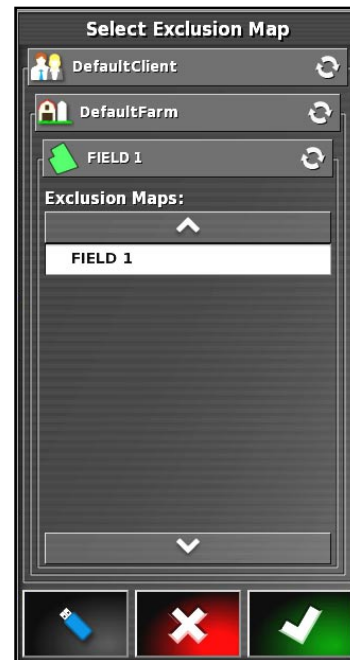 Select Exclusion Map
DefaultClient
DefaultFarm
FIELD 1
Exclusion Maps:
FIELD 1